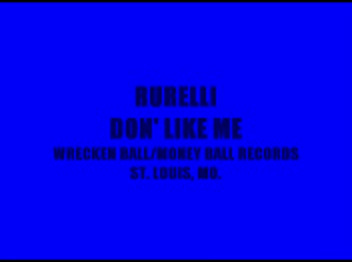 RURELLI
DON' LIKE ME
WRECKEN BALL/MONEY BALL RECORDS
ST. LOUIS, MO.